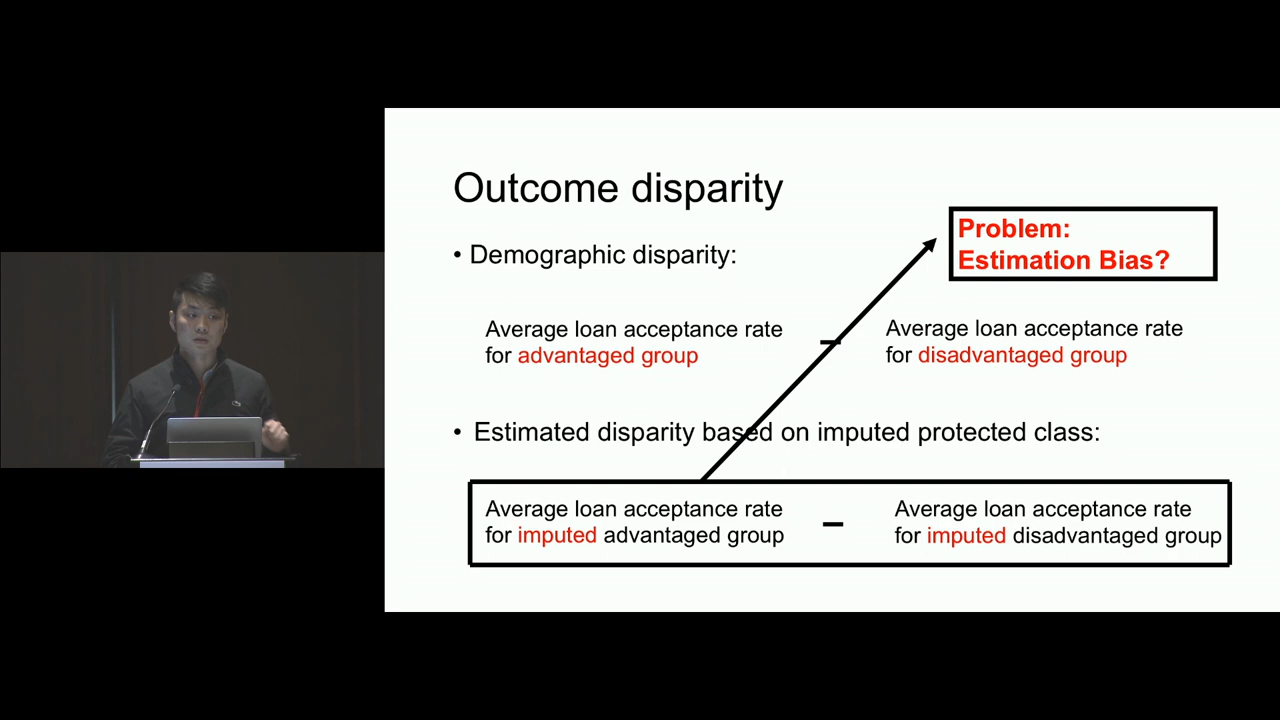 Outcome disparity
Problem:
Estimation Bias?
• Demographic disparity:
Average loan acceptance rate
for advantaged group
–
Average loan acceptance rate
for disadvantaged group
• Estimated disparity based on imputed protected class:
Average loan acceptance rate
for imputed advantaged group
–
Average loan acceptance rate
for imputed disadvantaged group